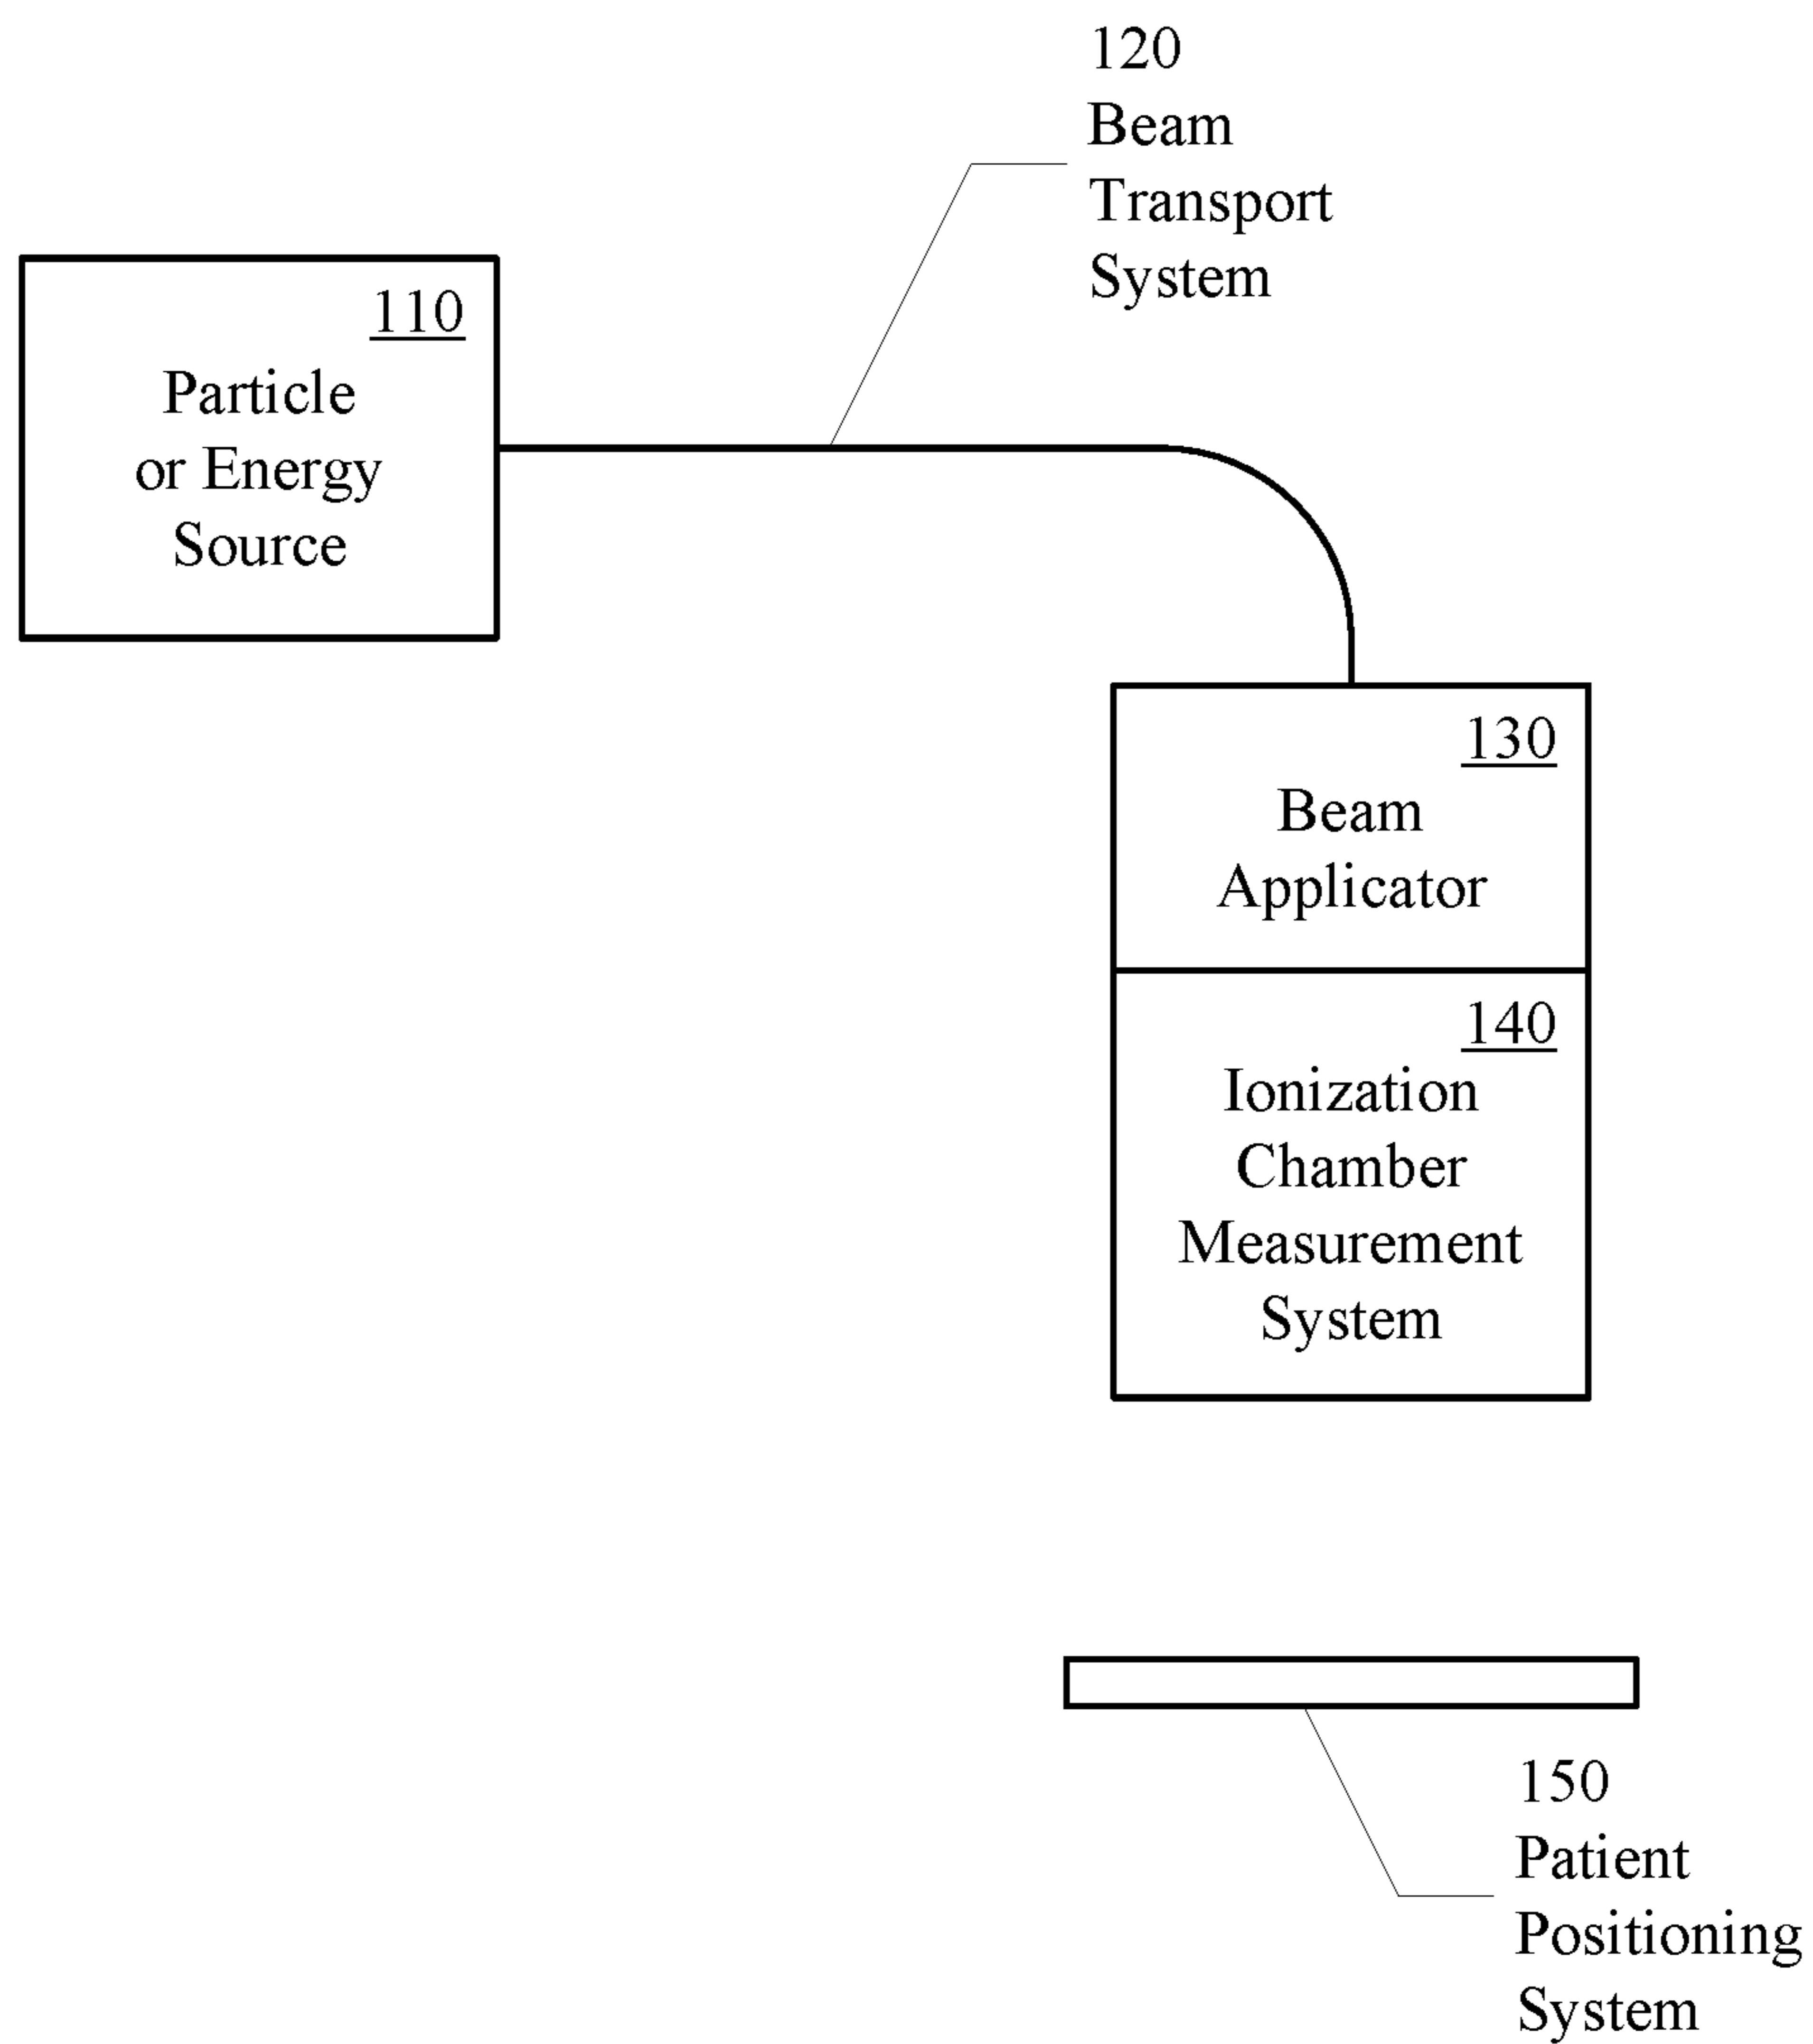 120
Beam
Transport
System
110
Particle
or Energy
Source
130
Beam
Applicator
140
Ionization
Chamber
Measurement
System
150
Patient
Positioning
System